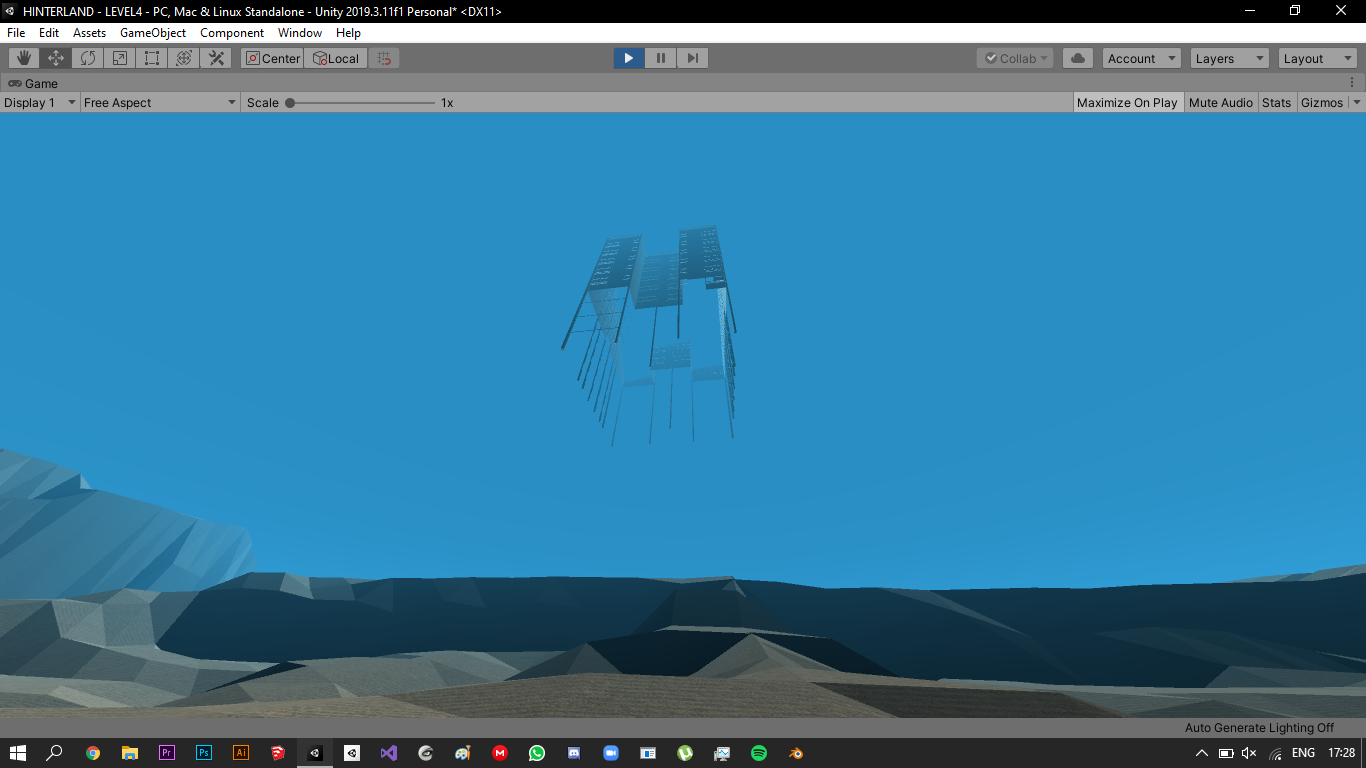 HINTERLAND - LEVEL4 - PC, Mac & Linux Standalone - Unity 2019.3.11f1 Personal* <DX11>
File Edit Assets GameObject Component Window Help
Center Local Collab Account Layers Layout
Game
Display 1 Free Aspect Scale 1x Maximize On Play Mute Audio Stats Gizmos
Auto Generate Lighting Off
Pr Ps Ai ENG 17:28